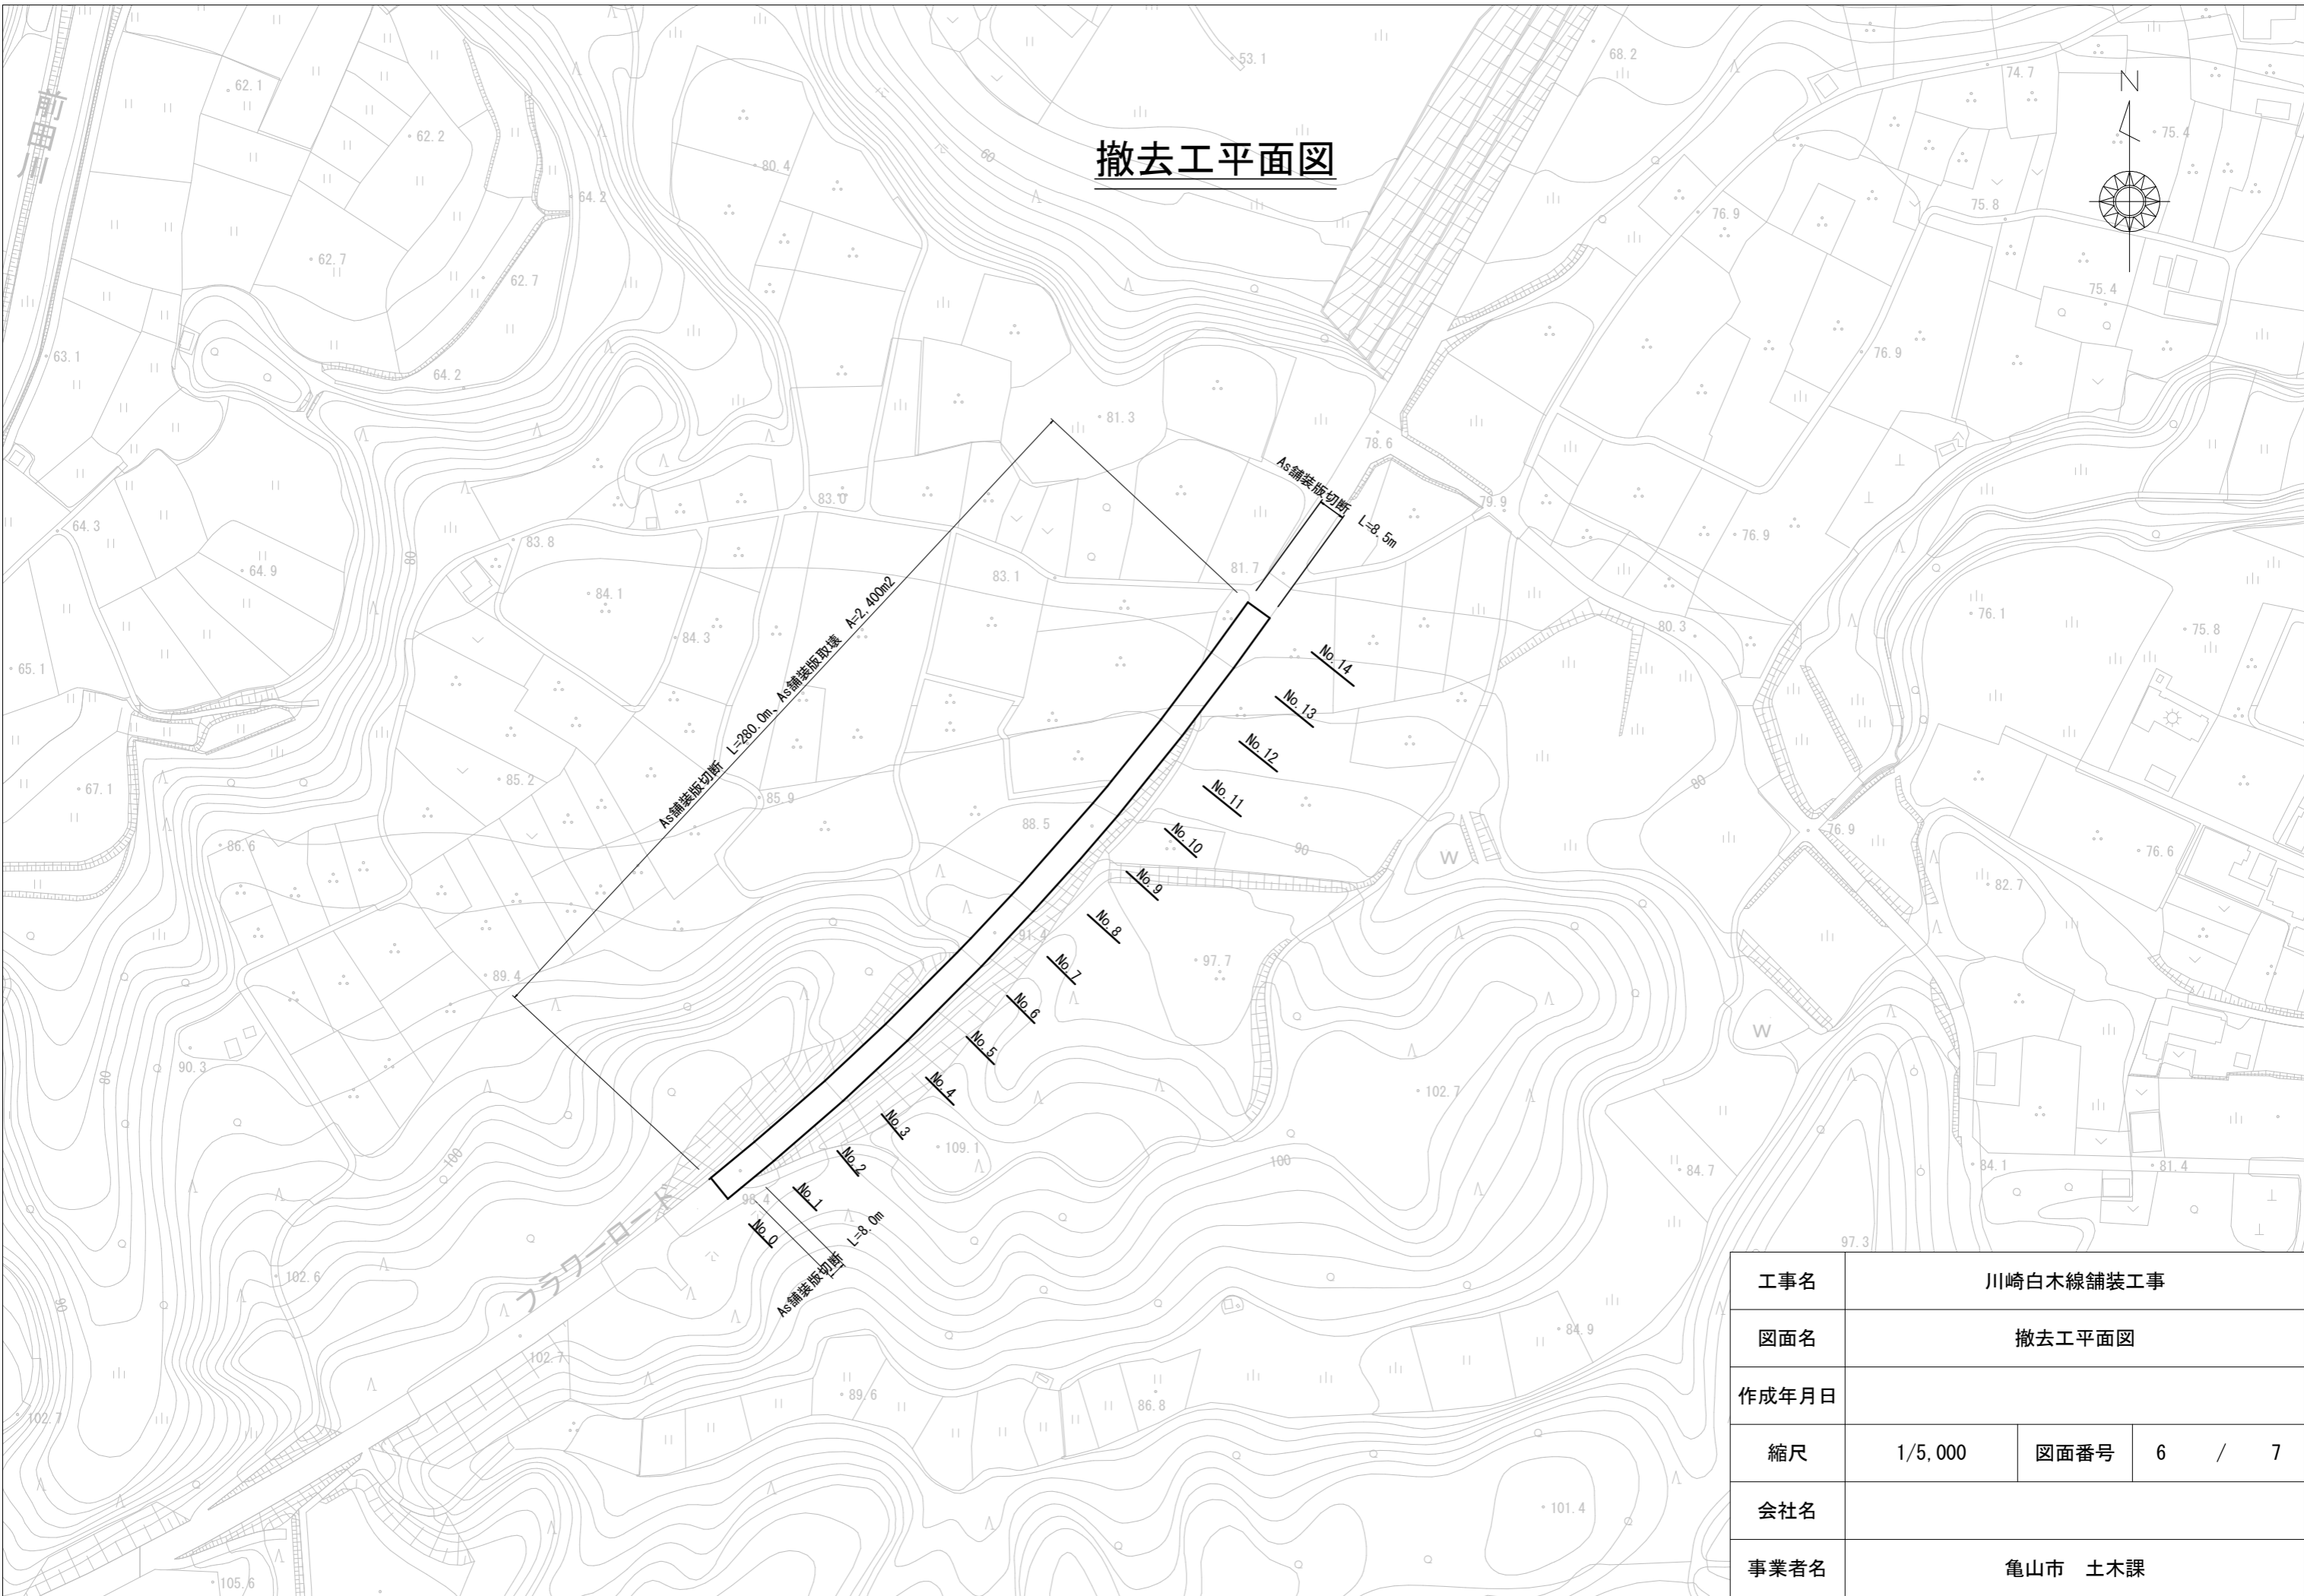 撤去工平面図
N
前田川
53.1
68.2
74.7
62.1
62.2
75.4
80.4
60
64.2
76.9
75.8
62.7
62.7
75.4
63.1
64.2
76.9
81.3
78.6
As舗装版切断 L=8.5m
83.0
79.9
64.3
83.8
76.9
80
64.9
83.1
81.7
84.1
76.1
As舗装版切断 L=280.0m、As舗装版取壊 A=2.400m2
84.3
80.3
75.8
65.1
No.14
No.13
No.12
85.2
80
67.1
85.9
No.11
88.5
76.9
No.10
90
86.6
76.6
No.9
82.7
No.8
91.4
97.7
No.7
89.4
No.6
W
W
No.5
90.3
80
No.4
102.7
No.3
109.1
100
No.2
100
84.7
84.1
81.4
98.4
No.1
No.0
L=8.0m
As舗装版切断
フラワーロード
97.3
102.6
90
84.9
102.7
89.6
86.8
102.7
101.4
105.6
工事名 川崎白木線舗装工事
図面名 撤去工平面図
作成年月日
縮尺 1/5,000 図面番号 6 / 7
会社名
事業者名 亀山市 土木課